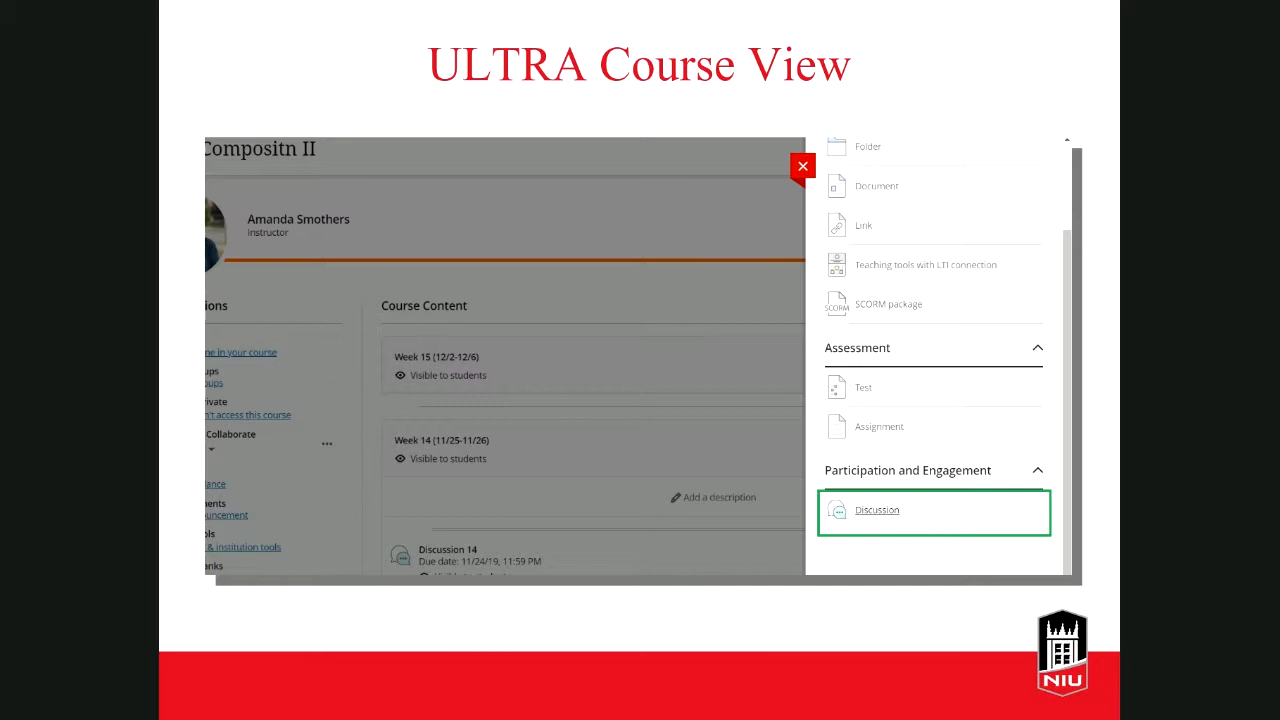 ULTRA Course View
Compositn II
Amanda Smothers
Instructor
Course Content
Week 15 (12/2-12/6)
Visible to students
Week 14 (11/25-11/26)
Visible to students
Add a description
Discussion 14
Due date: 11/24/19, 11:59 PM
ions
ne in your course
ups
oups
rivate
n't access this course
Collaborate
lance
ments
ouncement
ols
& institution tools
anks
Folder
Document
Link
Teaching tools with LTI connection
SCORM
SCORM package
Assessment
Test
Assignment
Participation and Engagement
Discussion
NIU